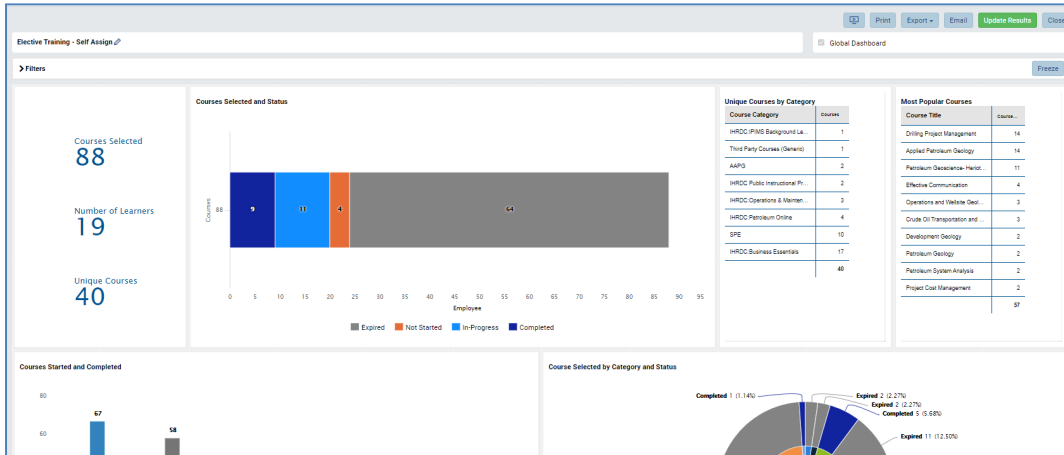 Print
Export
Email
Update Results
Close
Elective Training - Self Assign
Global Dashboard
Filters
Freeze
Courses Selected
88
Number of Learners
19
Unique Courses
40
Courses Selected and Status
Courses
88
9
11
4
64
0 5 10 15 20 25 30 35 40 45 50 55 60 65 70 75 80 85 90 95
Employee
Expired Not Started In-Progress Completed
Unique Courses by Category
Course Category Courses
IHRDC:IPIMS Background Le... 1
Third Party Courses (Generic) 1
AAPG 2
IHRDC Public Instructional Pr... 2
IHRDC:Operations & Mainten... 3
IHRDC:Petroleum Online 4
SPE 10
IHRDC:Business Essentials 17
40
Most Popular Courses
Course Title Course...
Drilling Project Management 14
Applied Petroleum Geology 14
Petroleum Geoscience- Heriot... 11
Effective Communication 4
Operations and Wellsite Geol... 3
Crude Oil Transportation and ... 3
Development Geology 2
Petroleum Geology 2
Petroleum System Analysis 2
Project Cost Management 2
57
Courses Started and Completed
80
67
58
60
Course Selected by Category and Status
Completed 1 (1.14%)
Expired 2 (2.27%)
Expired 2 (2.27%)
Completed 5 (5.68%)
Expired 11 (12.50%)